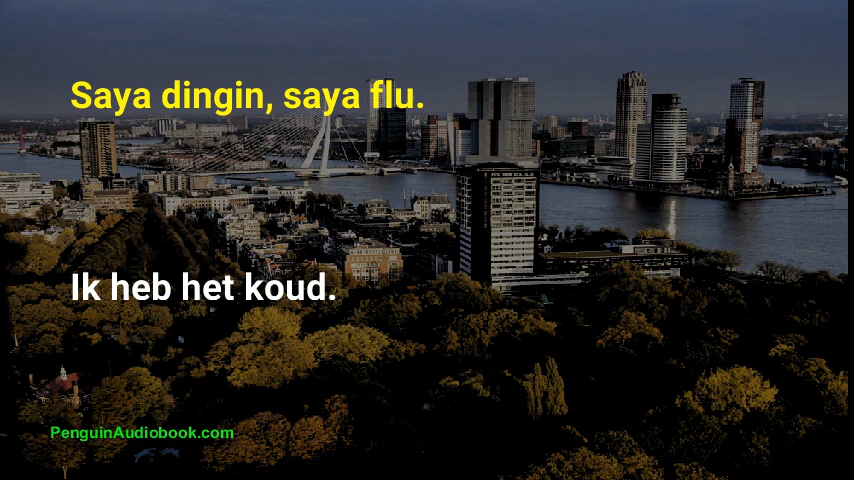 Saya dingin, saya flu.
Ik heb het koud.
PenguinAudiobook.com